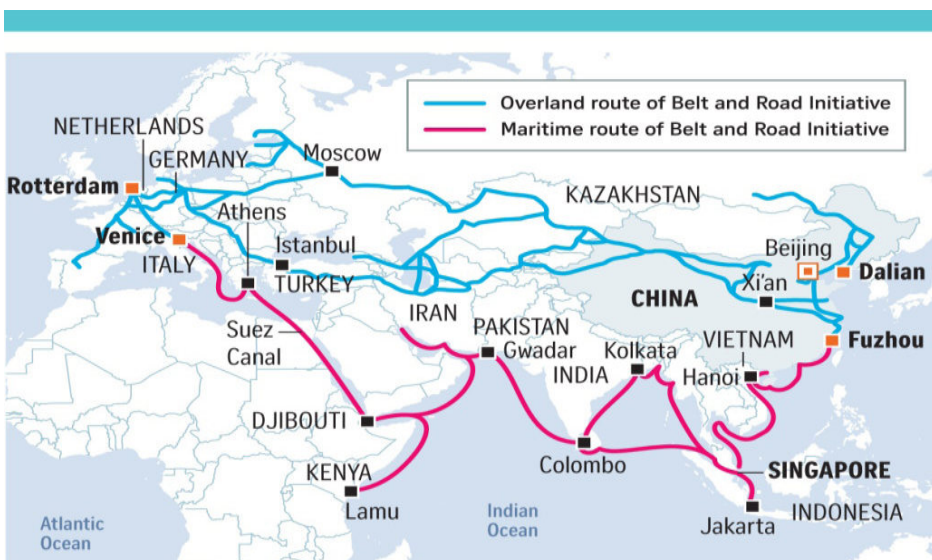 Overland route of Belt and Road Initiative
Maritime route of Belt and Road Initiative
NETHERLANDS
GERMANY
Moscow
Rotterdam
KAZAKHSTAN
Athens
Venice
Istanbul
Beijing
ITALY
TURKEY
Dalian
Xi'an
CHINA
IRAN
Suez
Canal
PAKISTAN
Gwadar
Kolkata
VIETNAM
Fuzhou
INDIA
Hanoi
DJIBOUTI
Colombo
KENYA
SINGAPORE
Lamu
Jakarta
INDONESIA
Atlantic
Ocean
Indian
Ocean